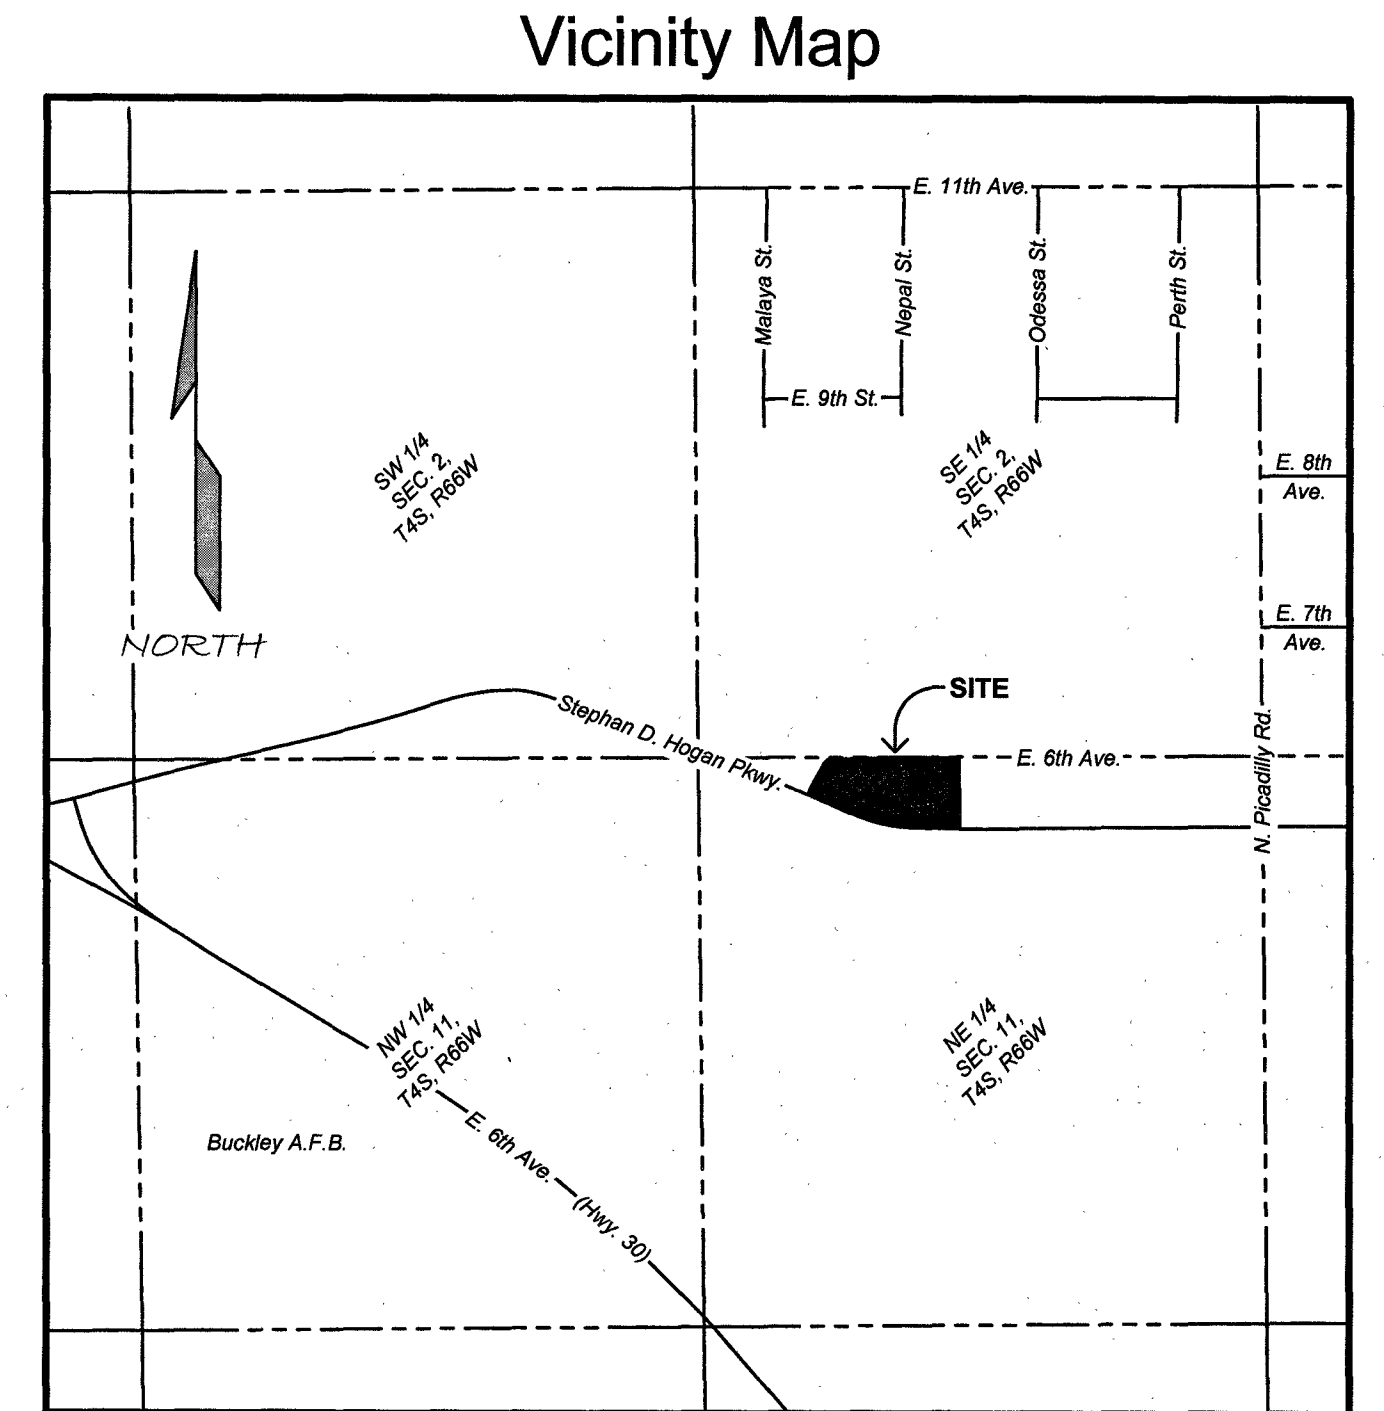 Vicinity Map
E. 11th Ave.
Malaya St.
Nepal St.
Odessa St.
Perth St.
E. 9th St.
SW 1/4
SEC. 2,
T4S, R66W
SE 1/4
SEC. 2,
T4S, R66W
E. 8th
Ave.
E. 7th
Ave.
NORTH
SITE
Stephan D. Hogan Pkwy.
E. 6th Ave.
N. Picadilly Rd.
NW 1/4
SEC. 11,
T4S, R66W
NE 1/4
SEC. 11,
T4S, R66W
Buckley A.F.B.
E. 6th Ave. (Hwy. 30)